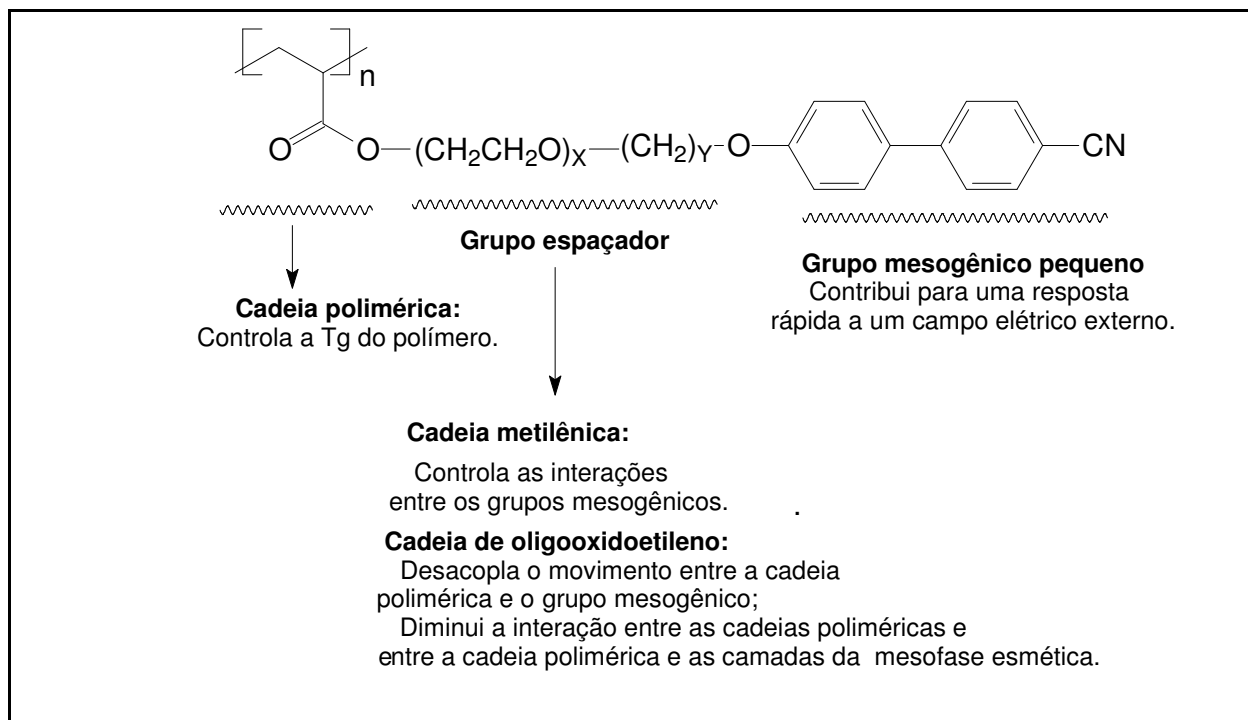 n
O O (CH2CH2O)X (CH2)Y O CN
Grupo espaçador
Cadeia polimérica:
Controla a Tg do polímero.
Grupo mesogênico pequeno
Contribui para uma resposta
rápida a um campo elétrico externo.
Cadeia metilênica:
Controla as interações
entre os grupos mesogênicos. .
Cadeia de oligooxidoetileno:
Desacopla o movimento entre a cadeia
polimérica e o grupo mesogênico;
Diminui a interação entre as cadeias poliméricas e
entre a cadeia polimérica e as camadas da mesofase esmética.